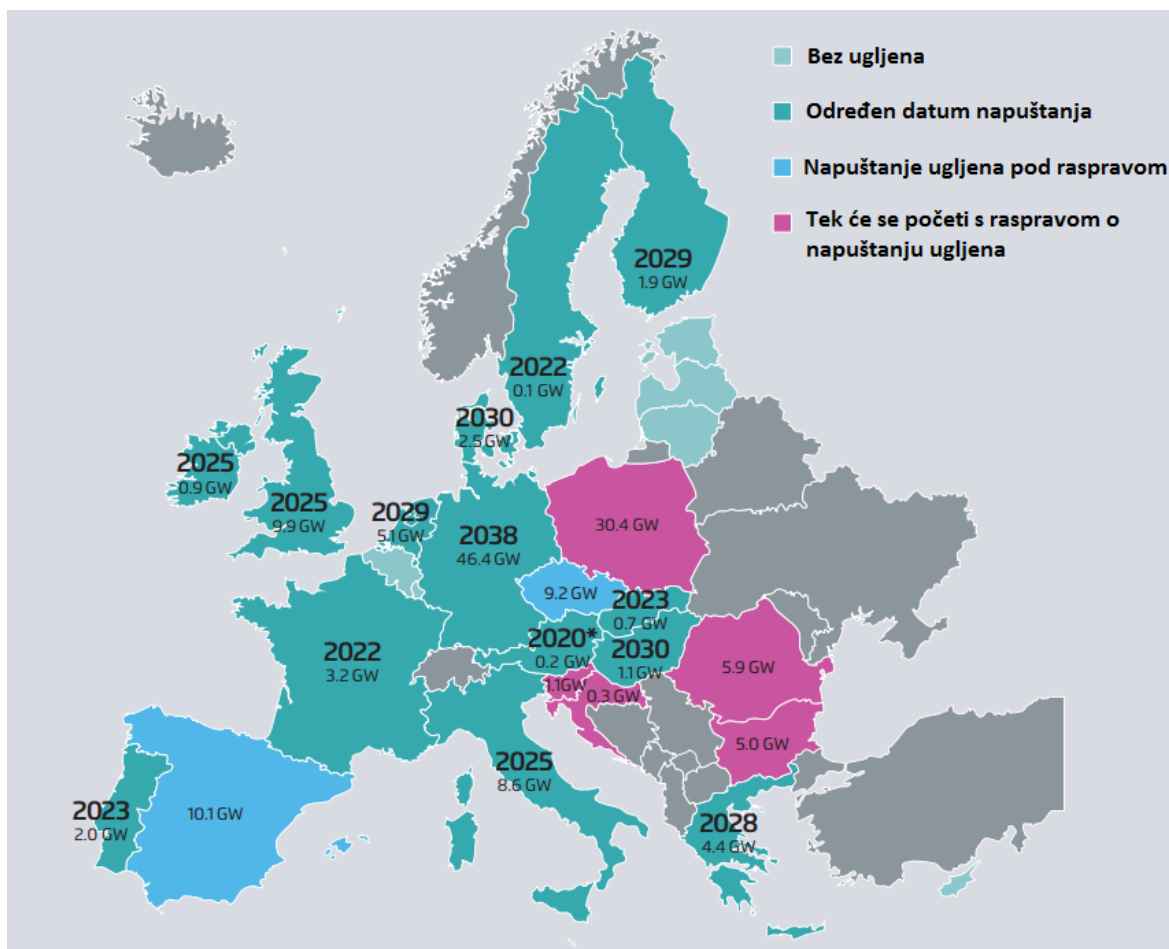 Bez ugljena
Određen datum napuštanja
Napuštanje ugljena pod raspravom
Tek će se početi s raspravom o
napuštanju ugljena
2029
1.9 GW
2022
0.1 GW
2030
2.5 GW
2025
0.9 GW
2025
9.9 GW
2029
5.1 GW
2038
46.4 GW
30.4 GW
9.2 GW
2023
0.7 GW
2020*
0.2 GW
2030
1.1 GW
2022
3.2 GW
1.1GW
0.3 GW
5.9 GW
5.0 GW
2025
8.6 GW
2023
2.0 GW
10.1 GW
2028
4.4 GW